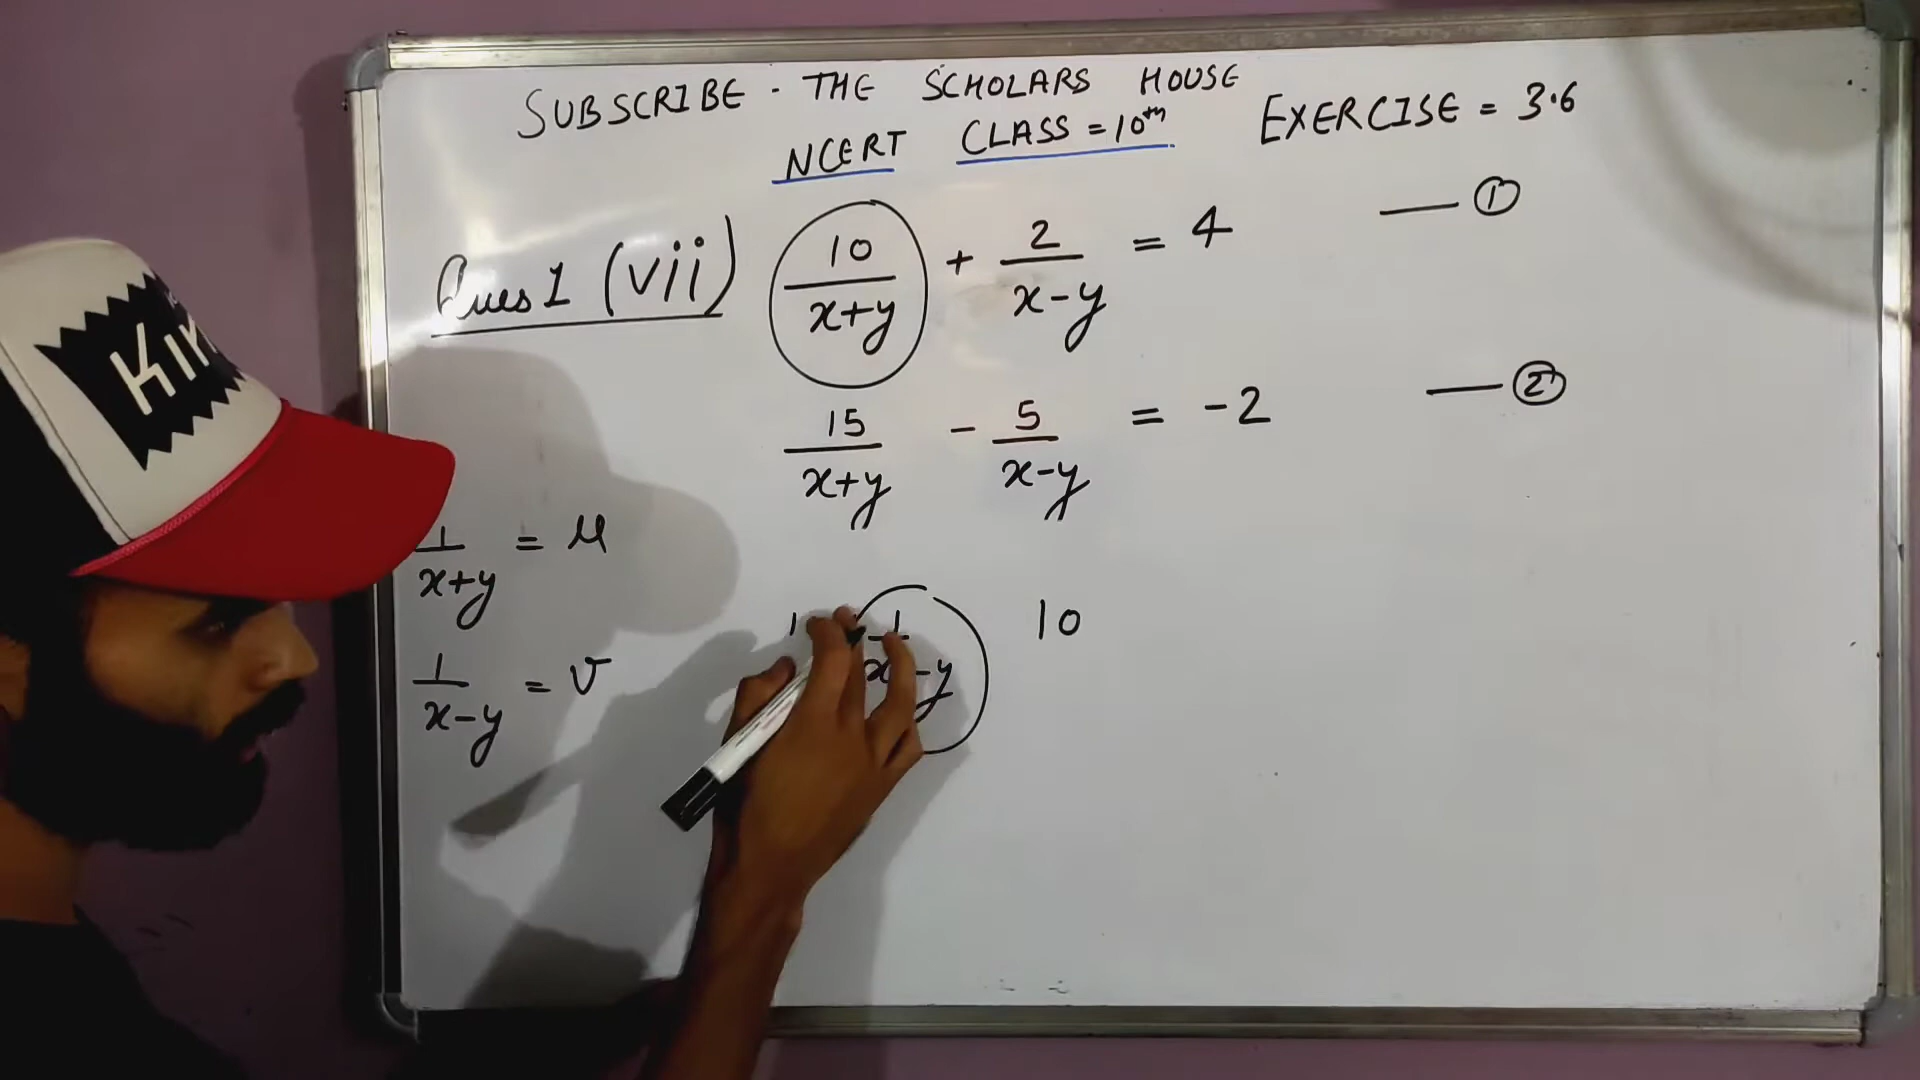 SUBSCRIBE - THE SCHOLARS HOUSE
NCERT CLASS = 10th EXERCISE = 3.6
Ques 1 (vii) 10/x+y + 2/x-y = 4 — ①
15/x+y - 5/x-y = -2 — ②
1/x+y = u
1/x-y = v
1/x-y 10